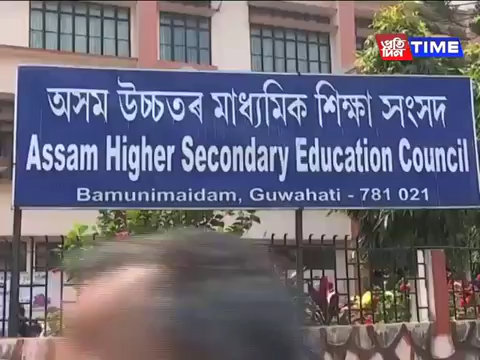 প্ৰতিদিন TIME
অসম উচ্চতৰ মাধ্যমিক শিক্ষা সংসদ
Assam Higher Secondary Education Council
Bamunimaidam, Guwahati - 781 021